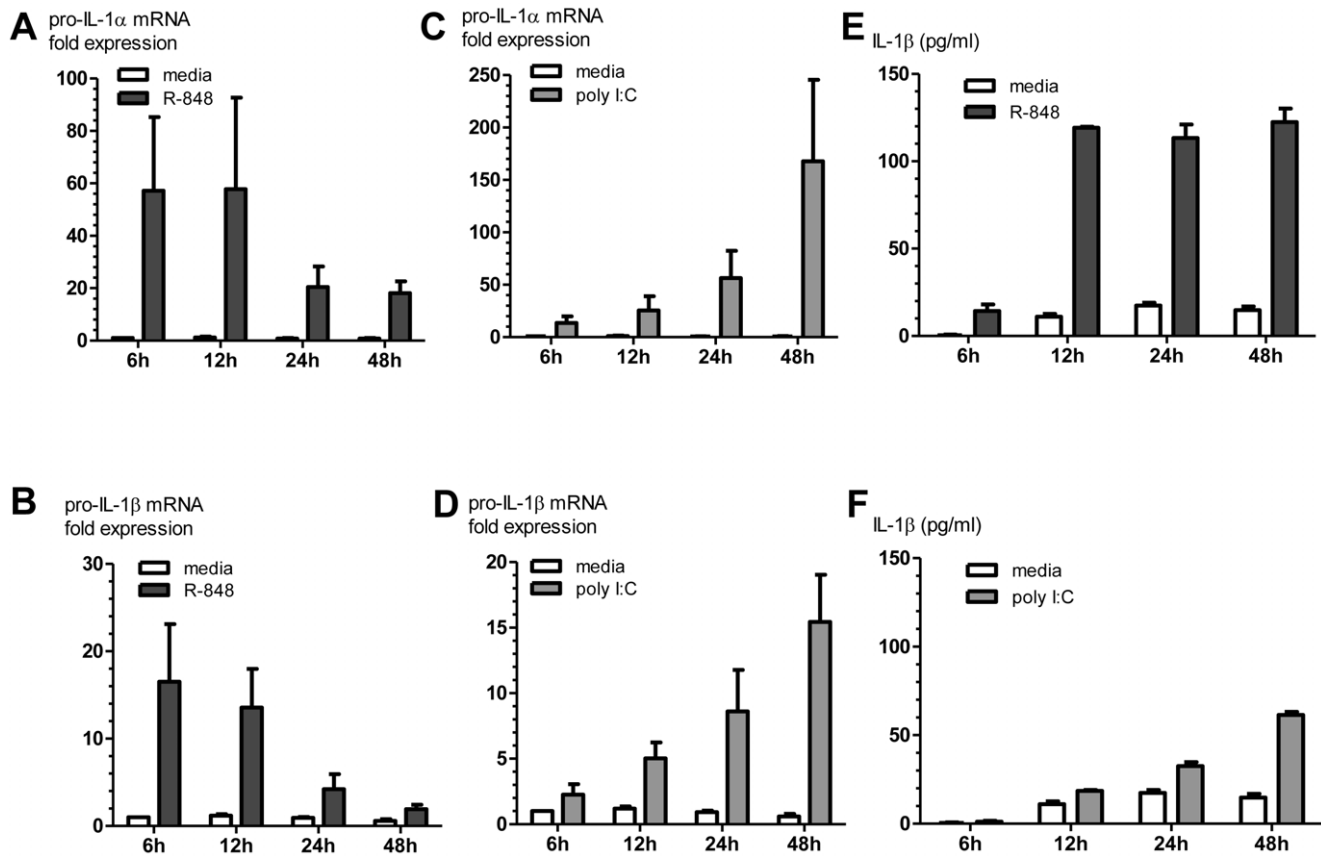 A
pro-IL-1α mRNA
fold expression
media
R-848
100
80
60
40
20
0
6h 12h 24h 48h
B
pro-IL-1β mRNA
fold expression
media
R-848
30
20
10
0
6h 12h 24h 48h
C
pro-IL-1α mRNA
fold expression
media
poly I:C
250
200
150
100
50
0
6h 12h 24h 48h
D
pro-IL-1β mRNA
fold expression
media
poly I:C
20
15
10
5
0
6h 12h 24h 48h
E
IL-1β (pg/ml)
media
R-848
150
100
50
0
6h 12h 24h 48h
F
IL-1β (pg/ml)
media
poly I:C
150
100
50
0
6h 12h 24h 48h